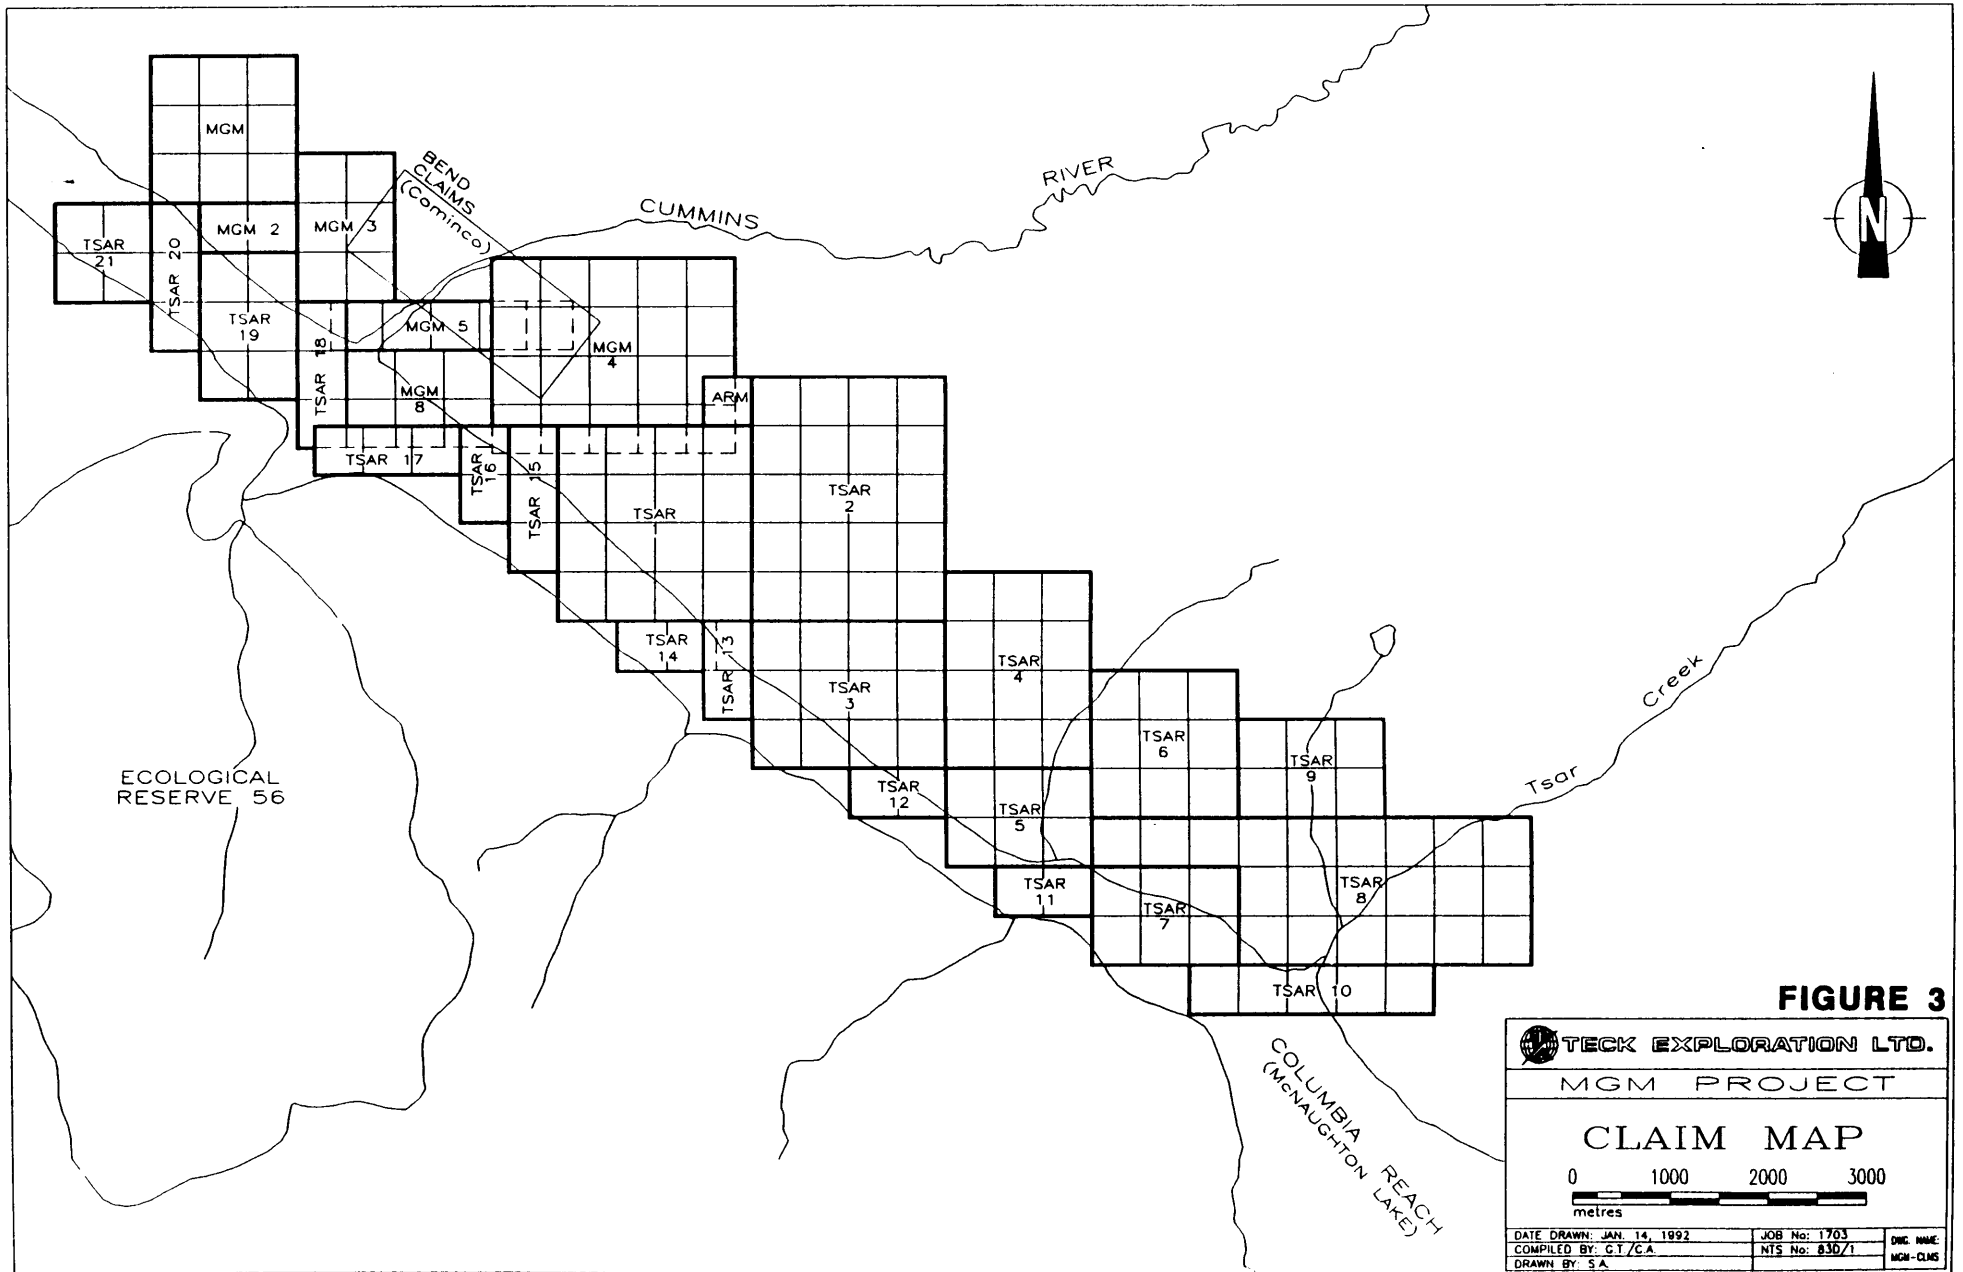 MGM
BEND
CLAIMS
(Cominco)
CUMMINS
RIVER
N
TSAR
21
TSAR 20
MGM 2
MGM 3
TSAR
19
TSAR 18
MGM 5
MGM
4
MGM
8
ARM
TSAR 17
TSAR
16
TSAR 15
TSAR
1
TSAR
2
TSAR
14
TSAR 13
TSAR
3
TSAR
4
TSAR
6
TSAR
9
Tsar Creek
TSAR
12
TSAR
5
TSAR
11
TSAR
7
TSAR
8
TSAR 10
ECOLOGICAL
RESERVE 56
COLUMBIA REACH
(McNAUGHTON LAKE)
FIGURE 3
TECK EXPLORATION LTD.
MGM PROJECT
CLAIM MAP
0 1000 2000 3000
metres
DATE DRAWN: JAN. 14, 1992
JOB No: 1703
COMPILED BY: G.T./C.A.
NTS No: 83D/1
DRAWN BY: S.A.
DWG. NAME:
MGM-CLMS